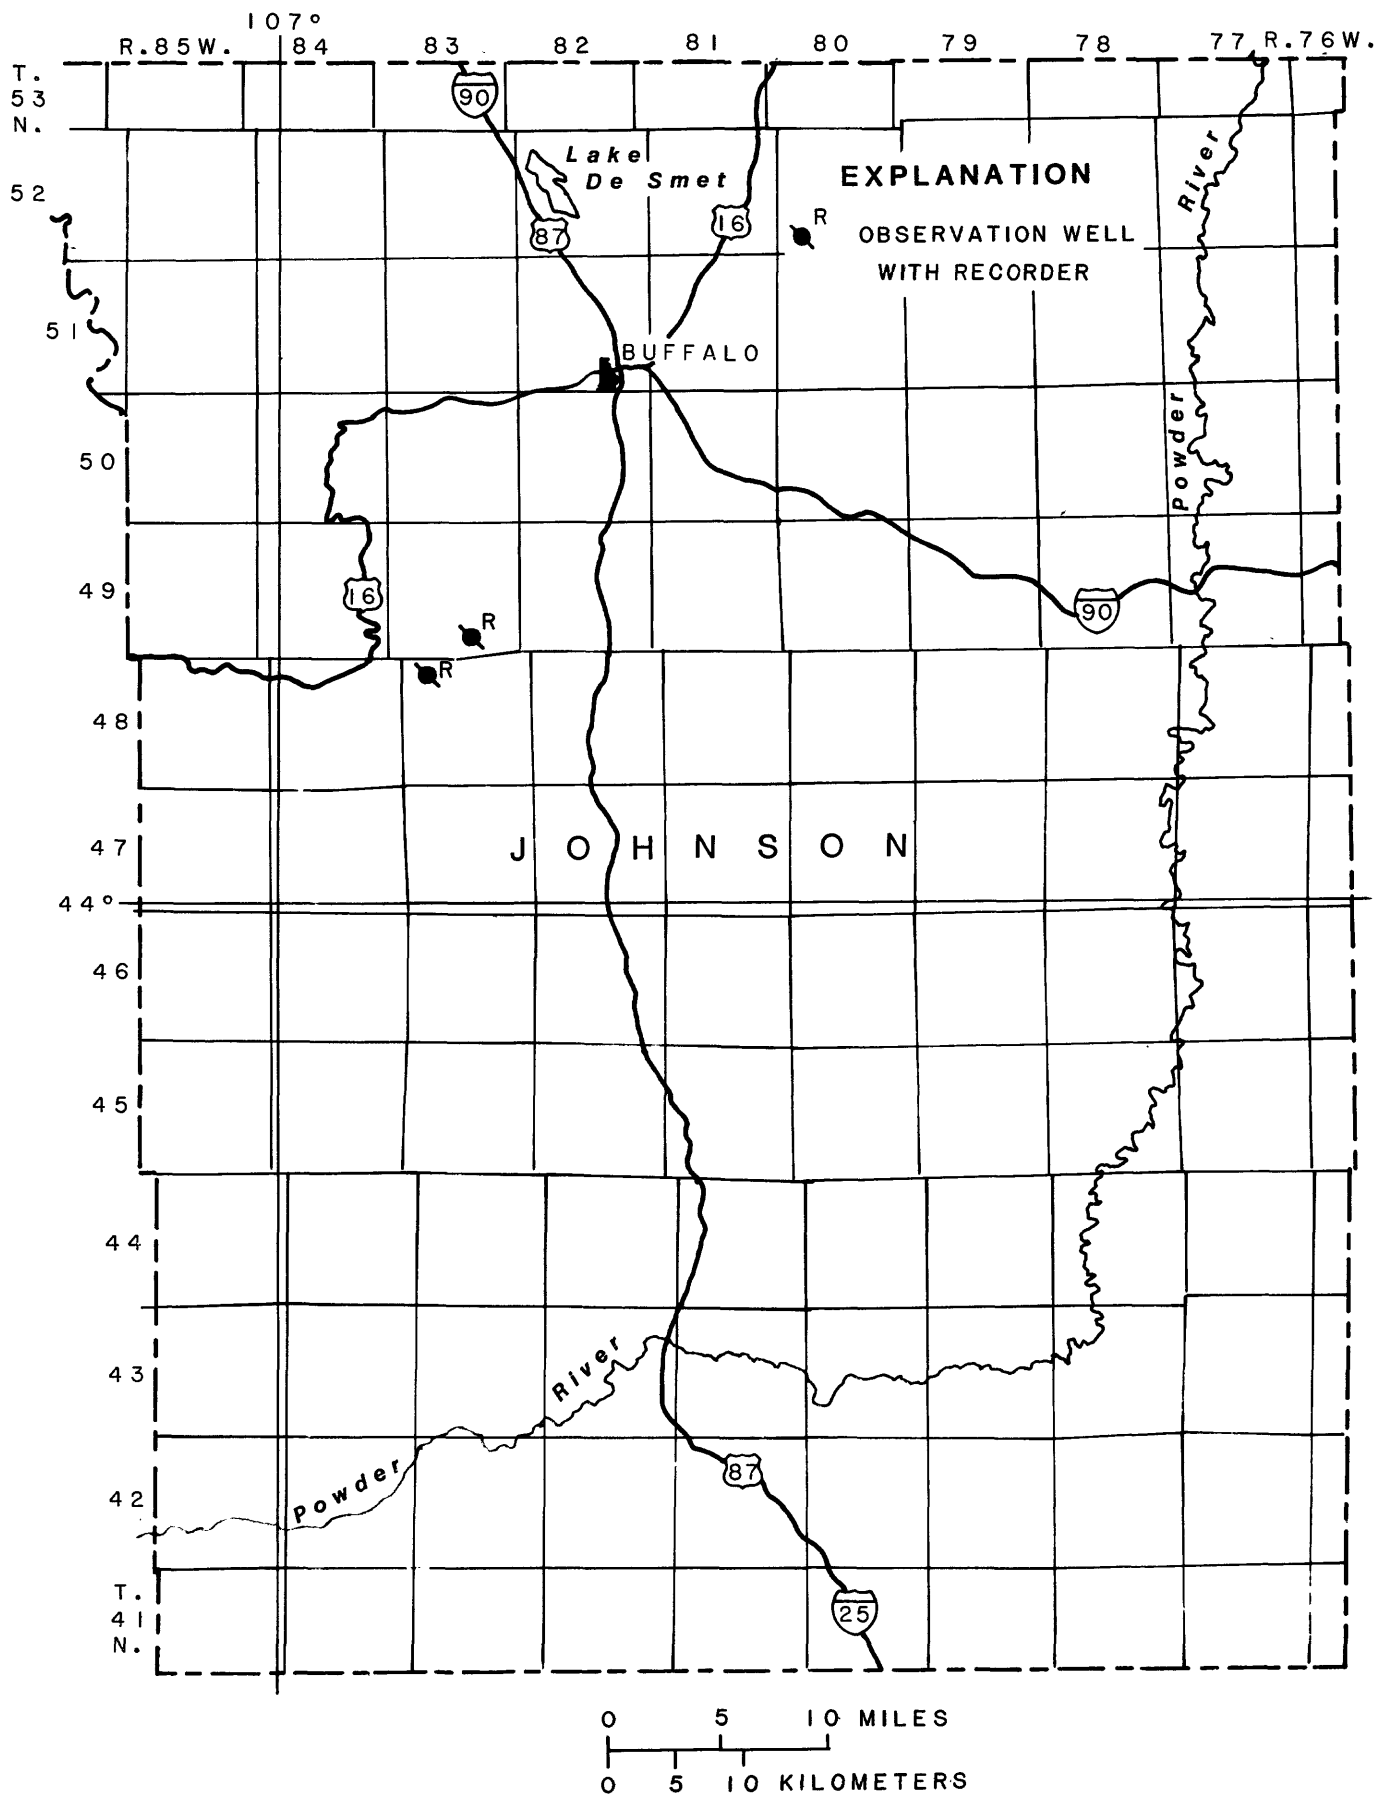 107°
R.85W. 84 83 82 81 80 79 78 77 R.76W.
T.
53
N.
90
Lake
De Smet
EXPLANATION
River
52
87
16
R
OBSERVATION WELL
WITH RECORDER
51
BUFFALO
50
Powder
49
16
90
R
R
48
47
JOHNSON
44°
46
45
44
43
River
87
42
Powder
T.
41
N.
25
0 5 10 MILES
0 5 10 KILOMETERS